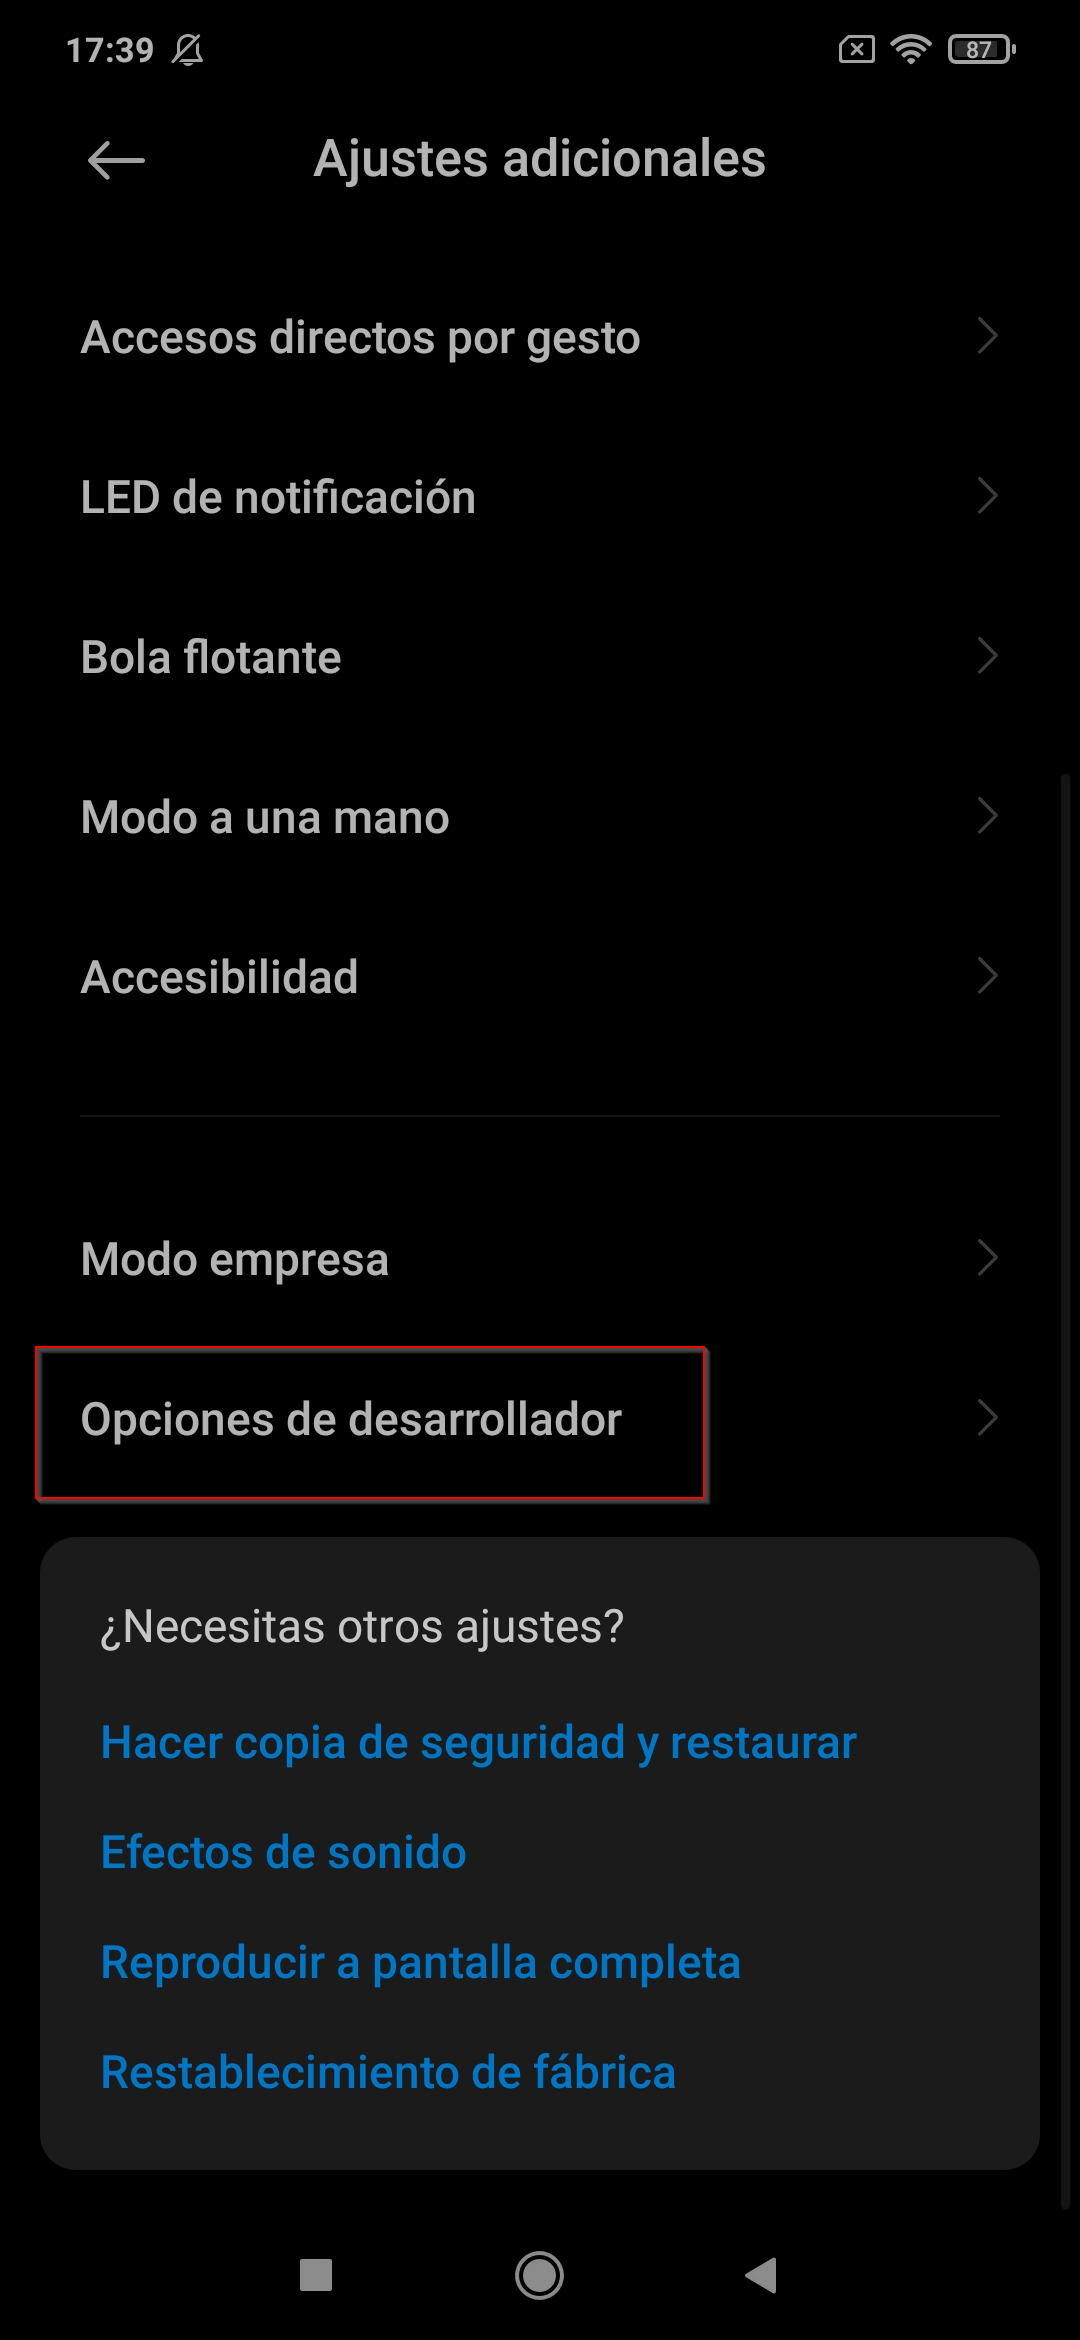 17:39
87
Ajustes adicionales
Accesos directos por gesto
LED de notificación
Bola flotante
Modo a una mano
Accesibilidad
Modo empresa
Opciones de desarrollador
¿Necesitas otros ajustes?
Hacer copia de seguridad y restaurar
Efectos de sonido
Reproducir a pantalla completa
Restablecimiento de fábrica